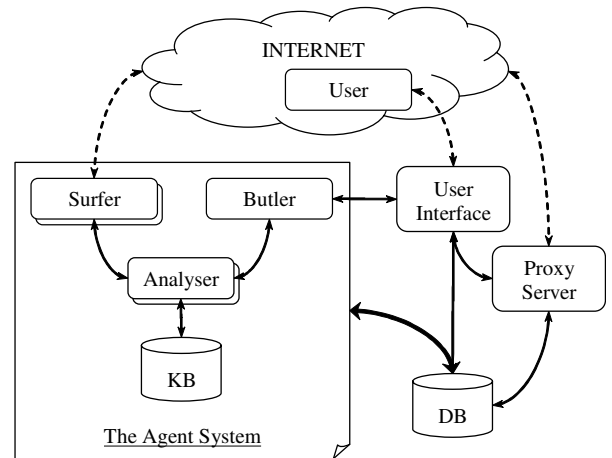 INTERNET
User
Surfer
Butler
User
Interface
Analyser
Proxy
Server
KB
DB
The Agent System